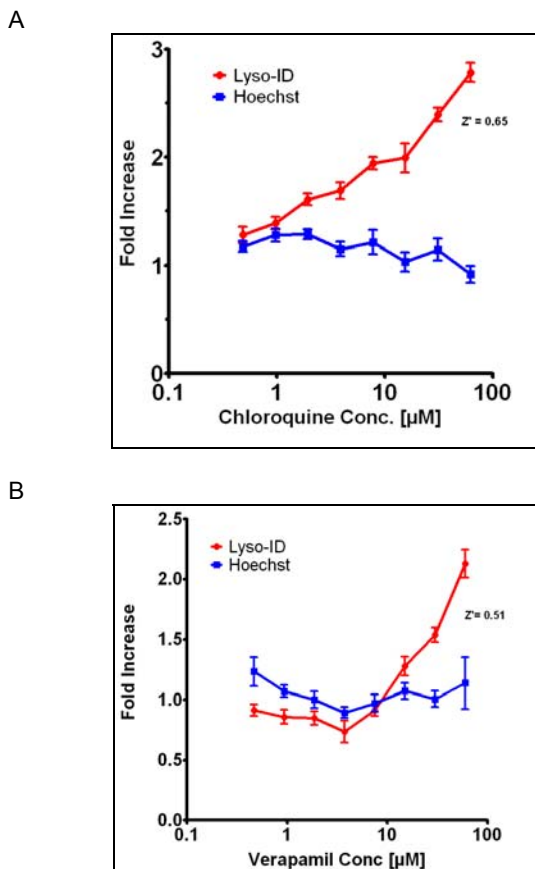 A
3
Lyso-ID
Hoechst
Z' = 0.65
2
Fold Increase
1
0
0.1 1 10 100
Chloroquine Conc. [µM]
B
2.5
Lyso-ID
Hoechst
2.0
Z'= 0.51
1.5
Fold Increase
1.0
0.5
0.0
0.1 1 10 100
Verapamil Conc [µM]